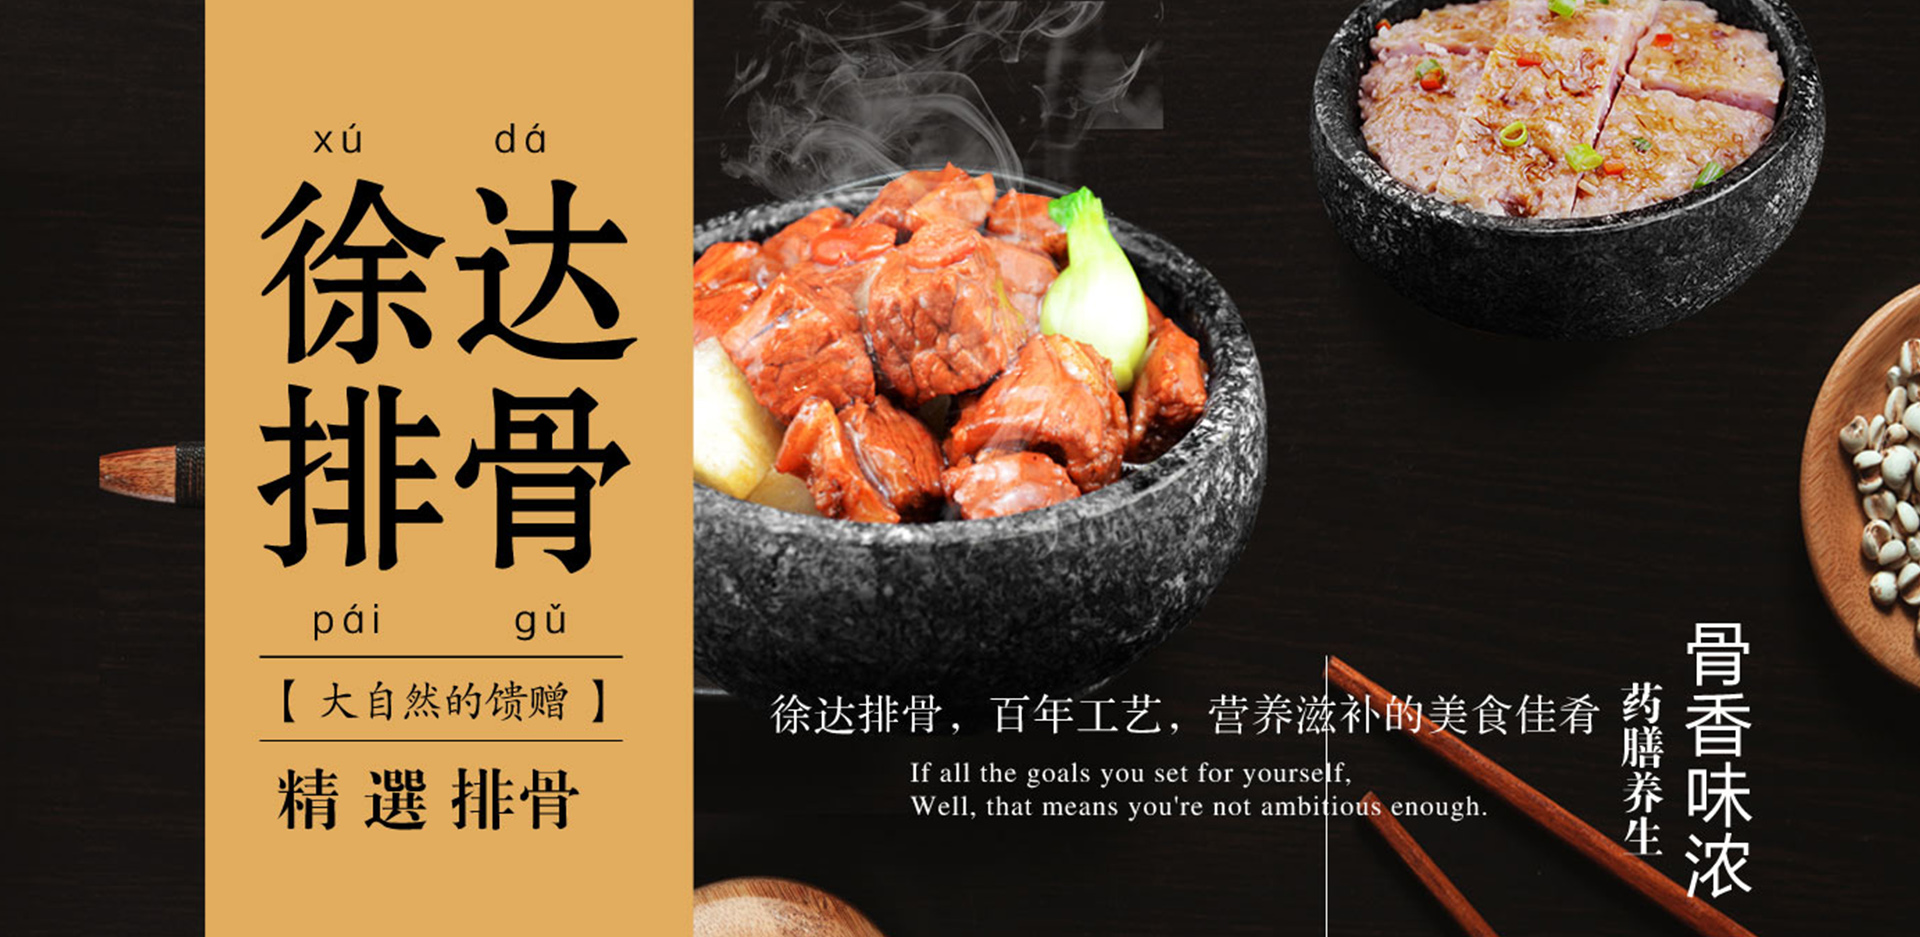 xú dá
徐达
排骨
pái gǔ
【 大自然的馈赠 】
精 選 排骨
徐达排骨，百年工艺，营养滋补的美食佳肴
If all the goals you set for yourself,
Well, that means you're not ambitious enough.
骨香味浓
药膳养生